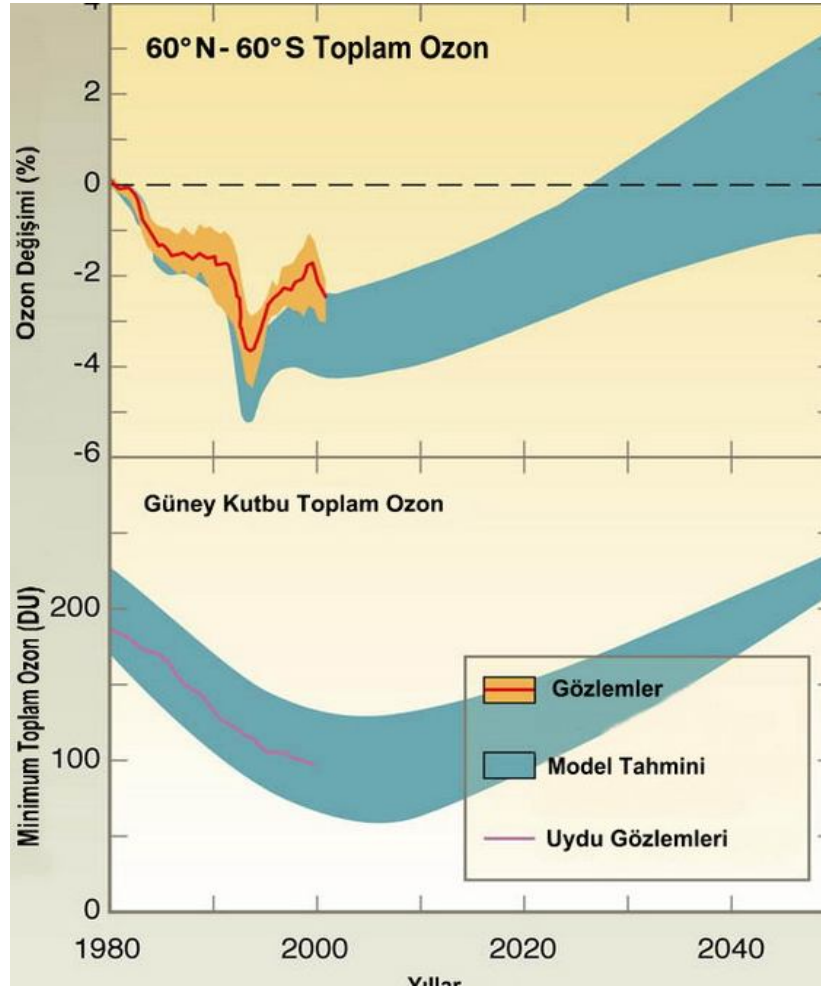 4
60°N-60°S Toplam Ozon
2
0
-2
-4
-6
Ozon Değişimi (%)
Güney Kutbu Toplam Ozon
200
100
0
Minimum Toplam Ozon (DU)
Gözlemler
Model Tahmini
Uydu Gözlemleri
1980 2000 2020 2040
Yıllar